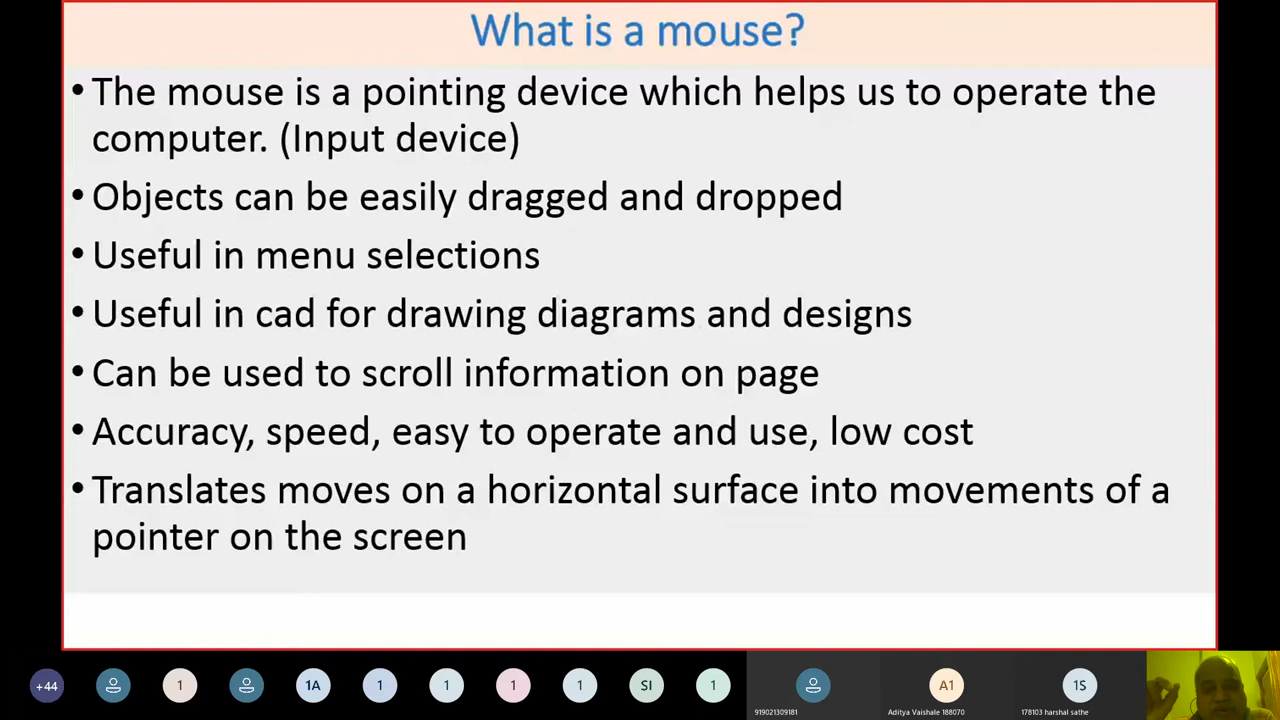 What is a mouse?
• The mouse is a pointing device which helps us to operate the
computer. (Input device)
• Objects can be easily dragged and dropped
• Useful in menu selections
• Useful in cad for drawing diagrams and designs
• Can be used to scroll information on page
• Accuracy, speed, easy to operate and use, low cost
• Translates moves on a horizontal surface into movements of a
pointer on the screen
+44
1
1A
1
1
1
1
SI
1
A1
1S
919021309181
Aditya Vaishale 188070
178103 harshal sathe